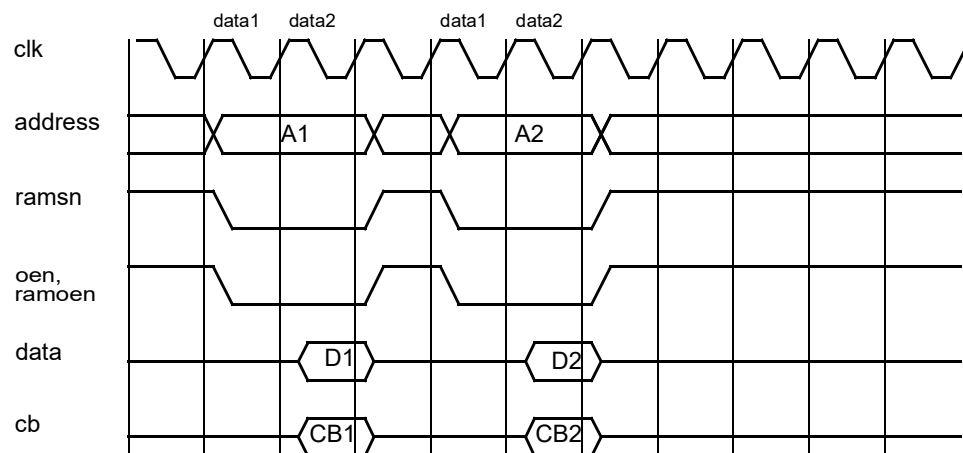 data1 data2 data1 data2
clk
address A1 A2
ramsn
oen,
ramoen
data D1 D2
cb CB1 CB2